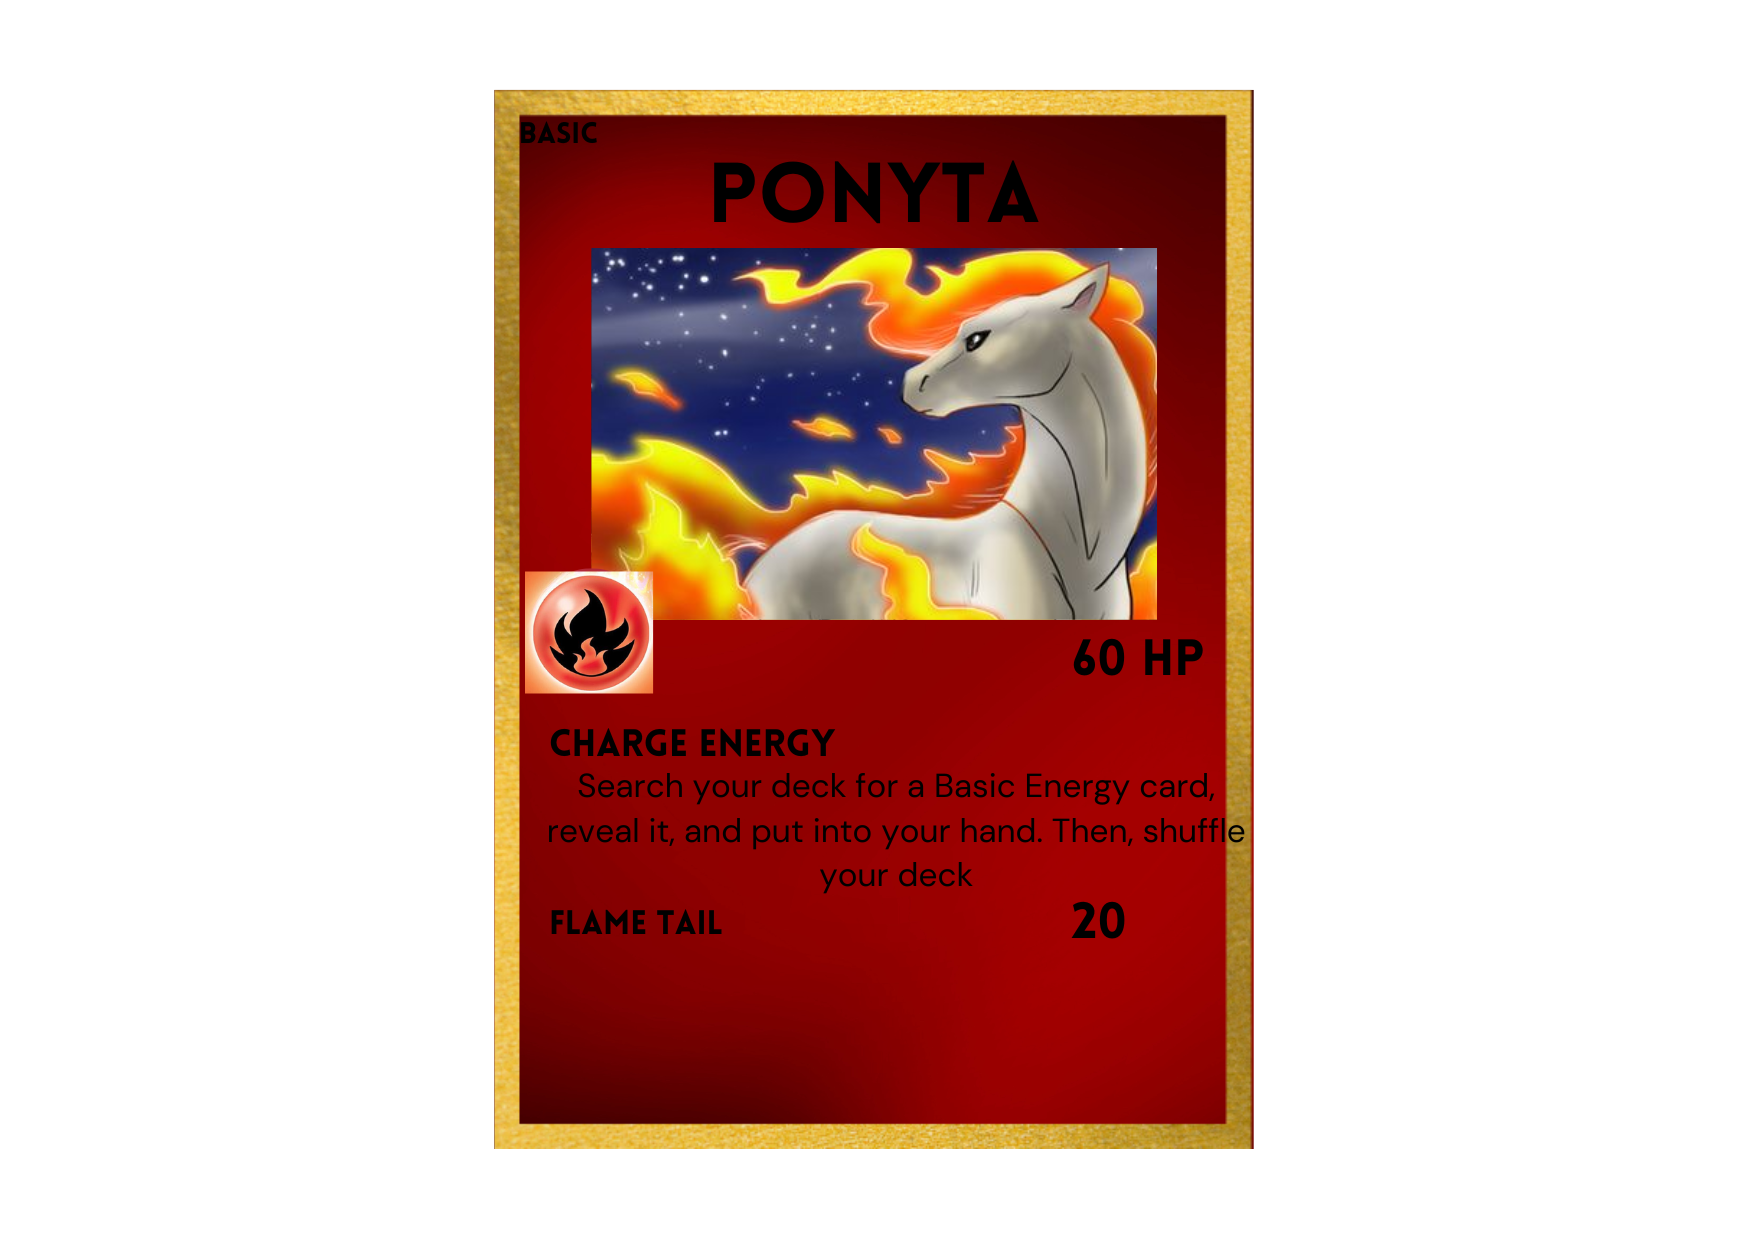 BASIC
PONYTA
60 HP
CHARGE ENERGY
Search your deck for a Basic Energy card,
reveal it, and put into your hand. Then, shuffle
your deck
FLAME TAIL 20